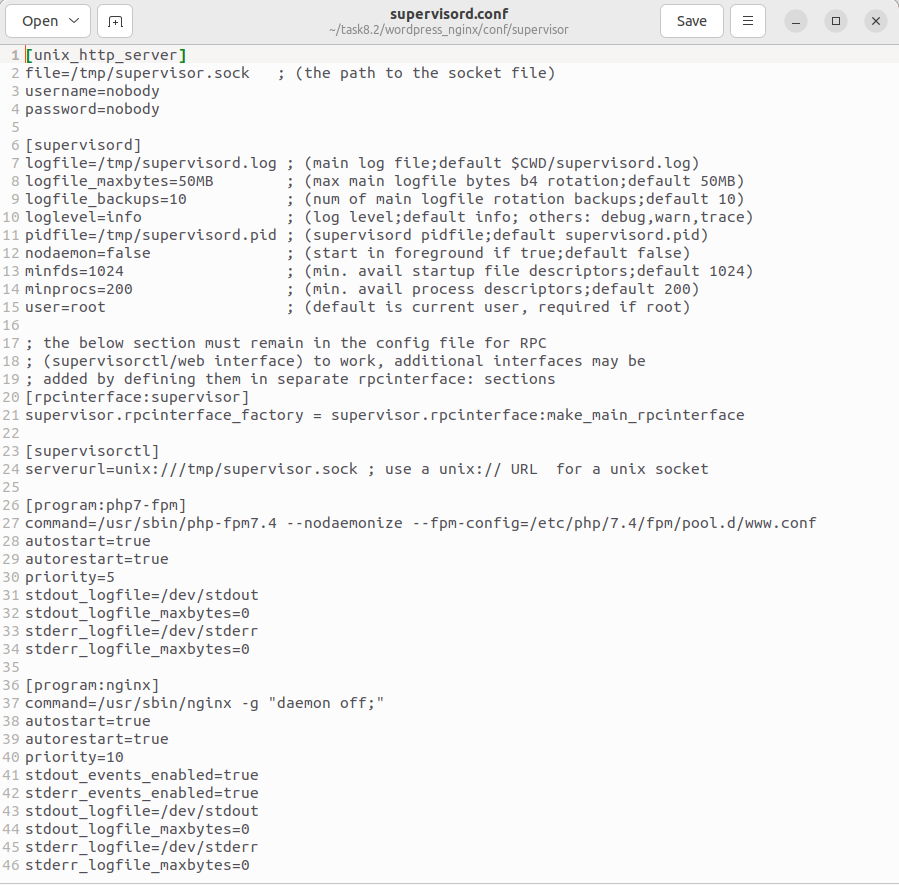 Open
supervisord.conf
~/task8.2/wordpress_nginx/conf/supervisor
Save
1 [unix_http_server]
2 file=/tmp/supervisor.sock   ; (the path to the socket file)
3 username=nobody
4 password=nobody
5
6 [supervisord]
7 logfile=/tmp/supervisord.log ; (main log file;default $CWD/supervisord.log)
8 logfile_maxbytes=50MB        ; (max main logfile bytes b4 rotation;default 50MB)
9 logfile_backups=10           ; (num of main logfile rotation backups;default 10)
10 loglevel=info                ; (log level;default info; others: debug,warn,trace)
11 pidfile=/tmp/supervisord.pid ; (supervisord pidfile;default supervisord.pid)
12 nodaemon=false               ; (start in foreground if true;default false)
13 minfds=1024                  ; (min. avail startup file descriptors;default 1024)
14 minprocs=200                 ; (min. avail process descriptors;default 200)
15 user=root                    ; (default is current user, required if root)
16
17 ; the below section must remain in the config file for RPC
18 ; (supervisorctl/web interface) to work, additional interfaces may be
19 ; added by defining them in separate rpcinterface: sections
20 [rpcinterface:supervisor]
21 supervisor.rpcinterface_factory = supervisor.rpcinterface:make_main_rpcinterface
22
23 [supervisorctl]
24 serverurl=unix:///tmp/supervisor.sock ; use a unix:// URL  for a unix socket
25
26 [program:php7-fpm]
27 command=/usr/sbin/php-fpm7.4 --nodaemonize --fpm-config=/etc/php/7.4/fpm/pool.d/www.conf
28 autostart=true
29 autorestart=true
30 priority=5
31 stdout_logfile=/dev/stdout
32 stdout_logfile_maxbytes=0
33 stderr_logfile=/dev/stderr
34 stderr_logfile_maxbytes=0
35
36 [program:nginx]
37 command=/usr/sbin/nginx -g "daemon off;"
38 autostart=true
39 autorestart=true
40 priority=10
41 stdout_events_enabled=true
42 stderr_events_enabled=true
43 stdout_logfile=/dev/stdout
44 stdout_logfile_maxbytes=0
45 stderr_logfile=/dev/stderr
46 stderr_logfile_maxbytes=0